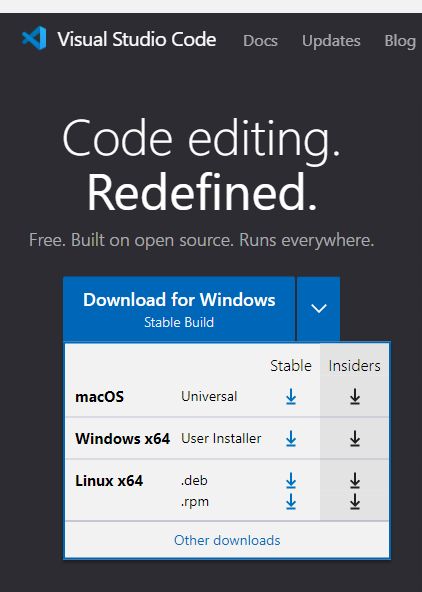 Visual Studio Code Docs Updates Blog
Code editing.
Redefined.
Free. Built on open source. Runs everywhere.
Download for Windows
Stable Build
Stable Insiders
macOS Universal
Windows x64 User Installer
Linux x64 .deb
.rpm
Other downloads